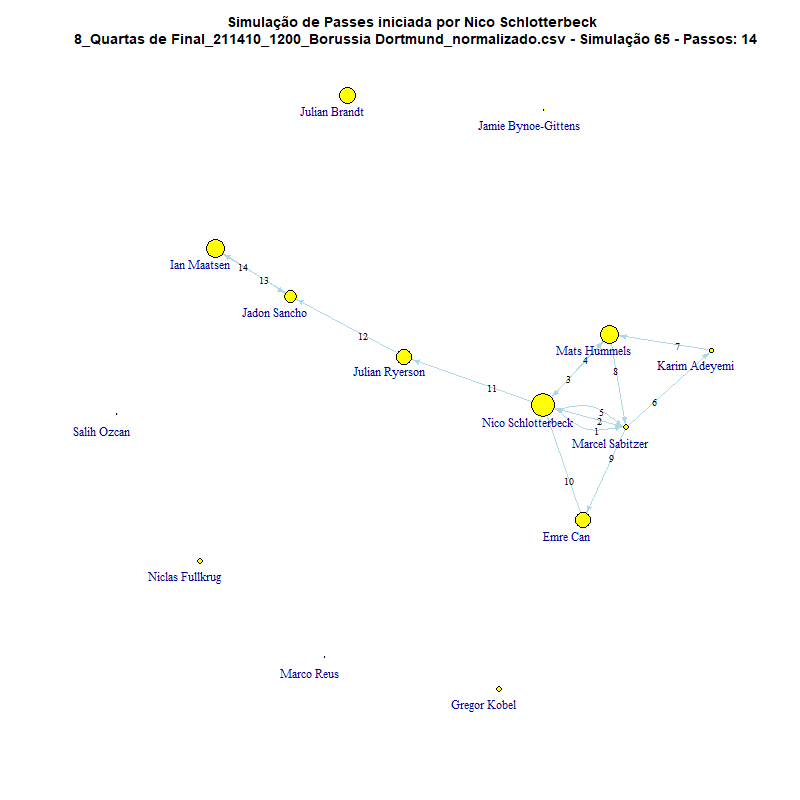 Simulação de Passes iniciada por Nico Schlotterbeck
8_Quartas de Final_211410_1200_Borussia Dortmund_normalizado.csv - Simulação 65 - Passos: 14
Julian Brandt
Jamie Bynoe-Gittens
Ian Maatsen
14
13
Jadon Sancho
12
Julian Ryerson
Mats Hummels
7
Karim Adeyemi
4
3
8
11
6
5
2
1
Nico Schlotterbeck
Marcel Sabitzer
9
10
Salih Ozcan
Emre Can
Niclas Fullkrug
Marco Reus
Gregor Kobel